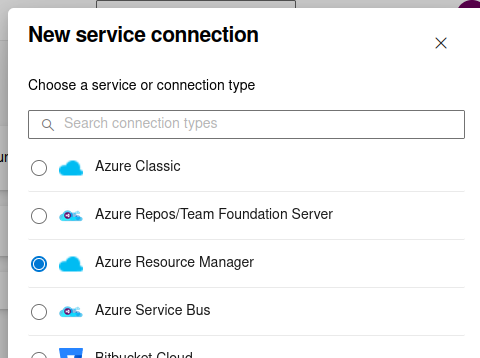 New service connection
Choose a service or connection type
Search connection types
Azure Classic
Azure Repos/Team Foundation Server
Azure Resource Manager
Azure Service Bus
Bitbucket Cloud